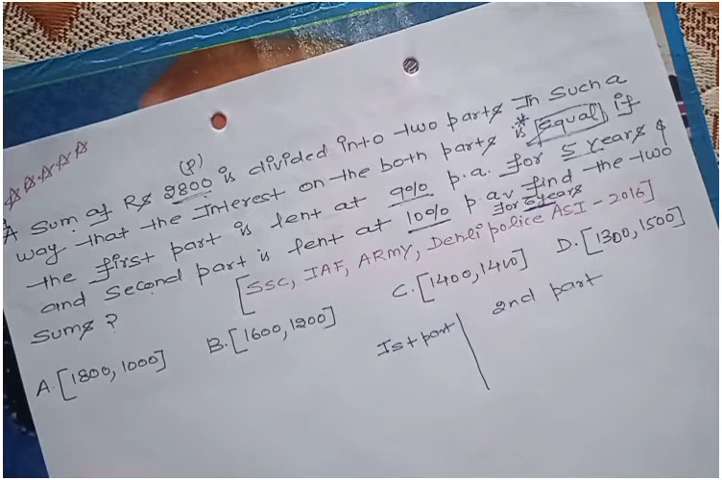 (P)
A Sum of Rs 2800 is divided into two parts In Such a
way that the Interest on the both parts is Equal if
the first part is lent at 9% p.a. for 5 Years &
and Second part is lent at 10% p.a. for 6 years find the two
Sums ?
[SSC, IAF, ARMY, Dehli police ASI - 2016]
A. [1800, 1000] B. [1600, 1200] C. [1400, 1400] D. [1300, 1500]
Ist part 2nd part